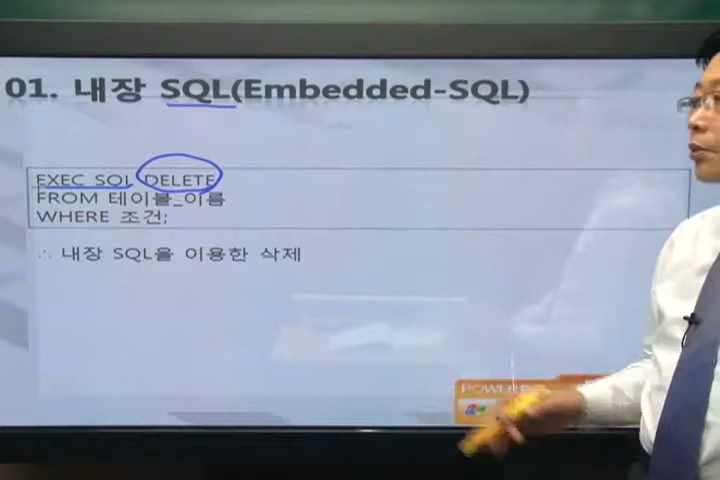 01. 내장 SQL(Embedded-SQL)
EXEC SQL DELETE
FROM 테이블_이름
WHERE 조건;
∴ 내장 SQL을 이용한 삭제